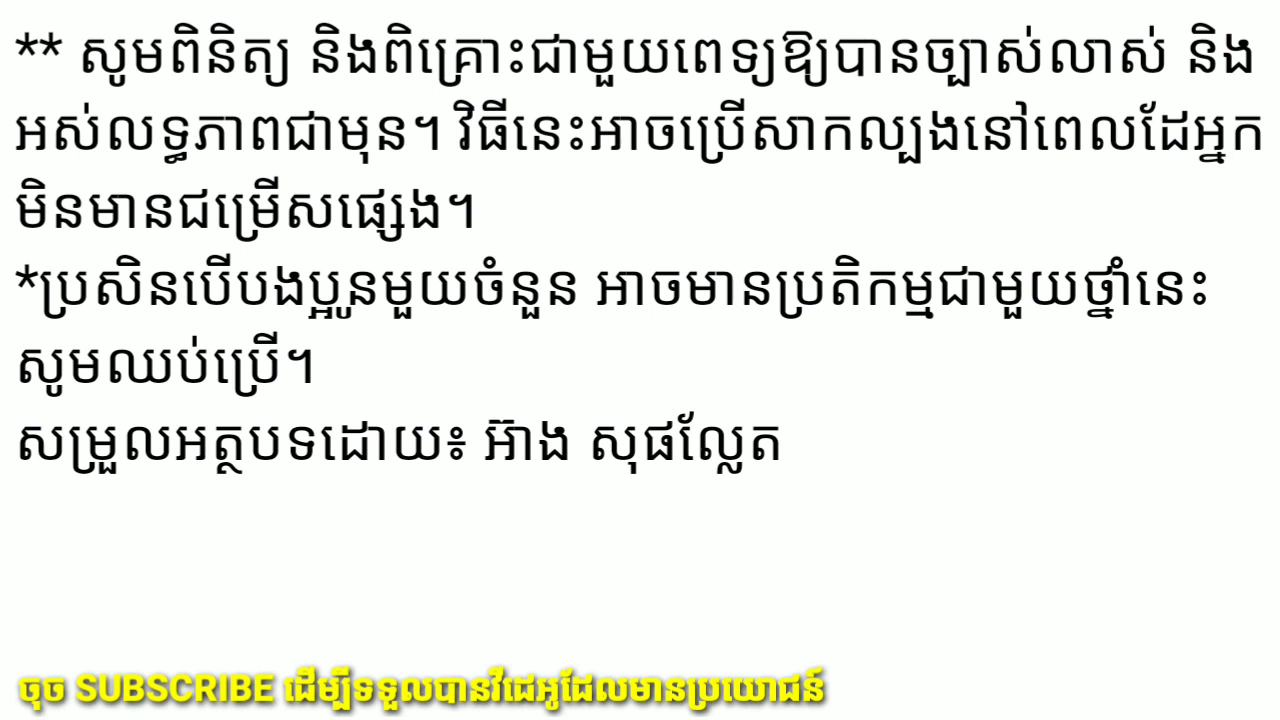 ** សូមពិនិត្យ និងពិគ្រោះជាមួយពេទ្យឱ្យបានច្បាស់លាស់ និង
អស់លទ្ធភាពជាមុន។ វិធីនេះអាចប្រើសាកល្បងនៅពេលដែអ្នក
មិនមានជម្រើសផ្សេង។
*ប្រសិនបើបងប្អូនមួយចំនួន អាចមានប្រតិកម្មជាមួយថ្នាំនេះ
សូមឈប់ប្រើ។
សម្រួលអត្ថបទដោយ៖ អ៊ាង សុផល្លែត
ចុច SUBSCRIBE ដើម្បីទទួលបានវីដេអូដែលមានប្រយោជន៍